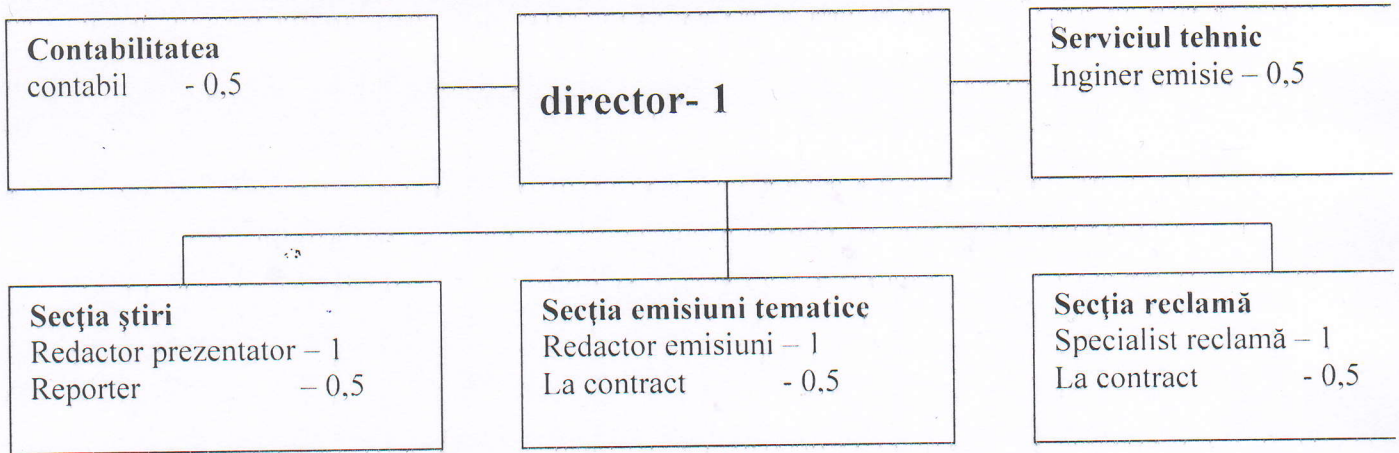 Contabilitatea
contabil - 0,5
director- 1
Serviciul tehnic
Inginer emisie – 0,5
Secţia ştiri
Redactor prezentator – 1
Reporter – 0,5
Secţia emisiuni tematice
Redactor emisiuni – 1
La contract - 0,5
Secţia reclamă
Specialist reclamă – 1
La contract - 0,5